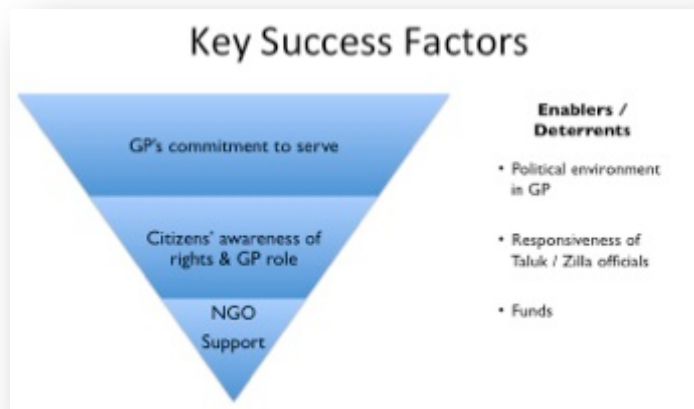 Key Success Factors
GP's commitment to serve
Citizens' awareness of
rights & GP role
NGO
Support
Enablers /
Deterrents
• Political environment
in GP
• Responsiveness of
Taluk / Zilla officials
• Funds